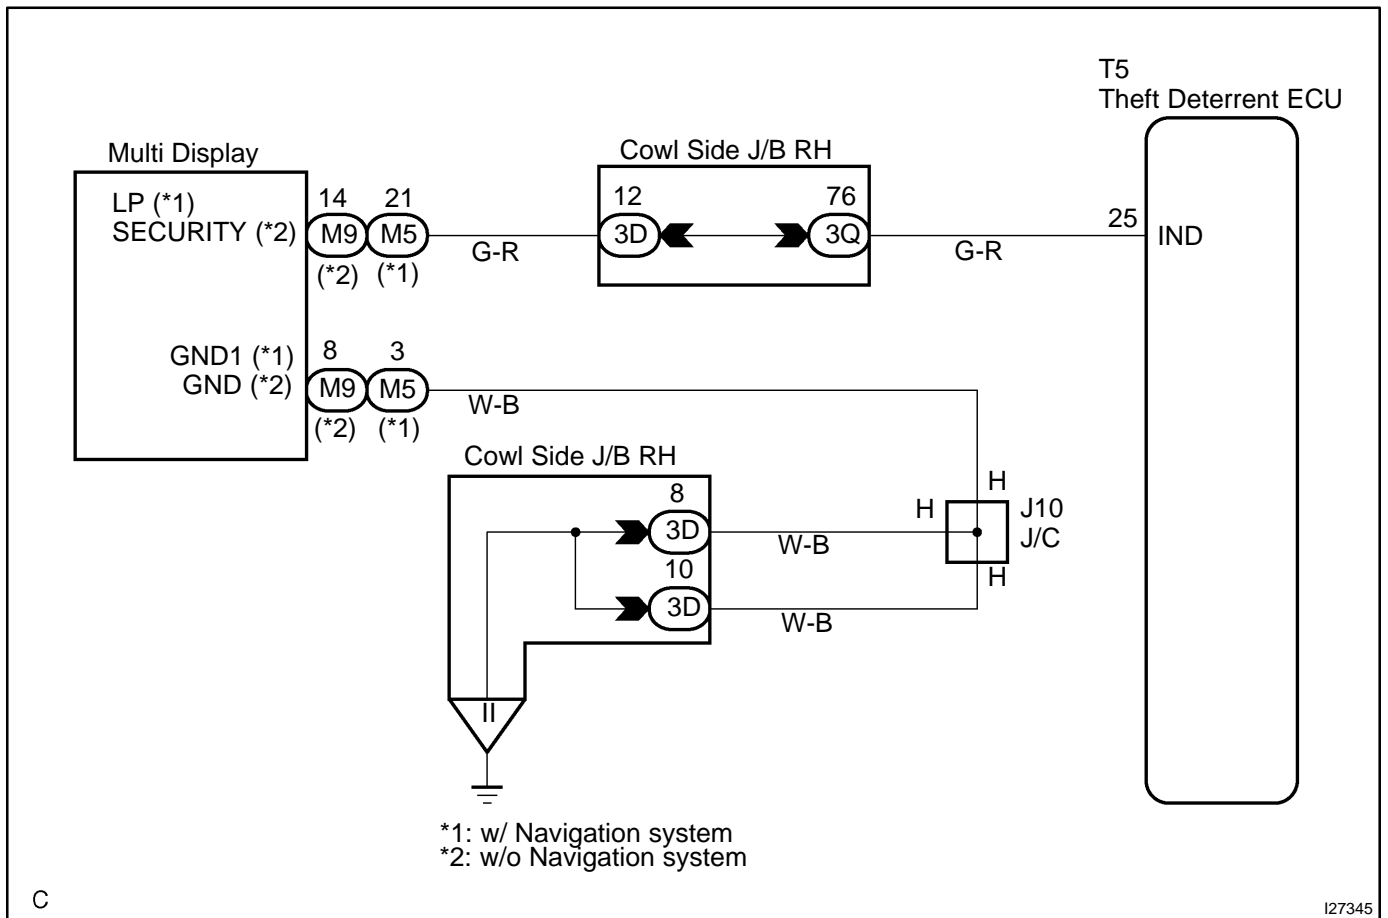 T5
Theft Deterrent ECU
Multi Display
Cowl Side J/B RH
LP (*1)
SECURITY (*2)
14
21
M9
M5
(*2)
(*1)
G-R
12
76
3D
3Q
G-R
25
IND
GND1 (*1)
GND (*2)
8
3
M9
M5
(*2)
(*1)
W-B
Cowl Side J/B RH
8
3D
W-B
10
3D
W-B
H
H
H
J10
J/C
II
*1: w/ Navigation system
*2: w/o Navigation system
C
I27345